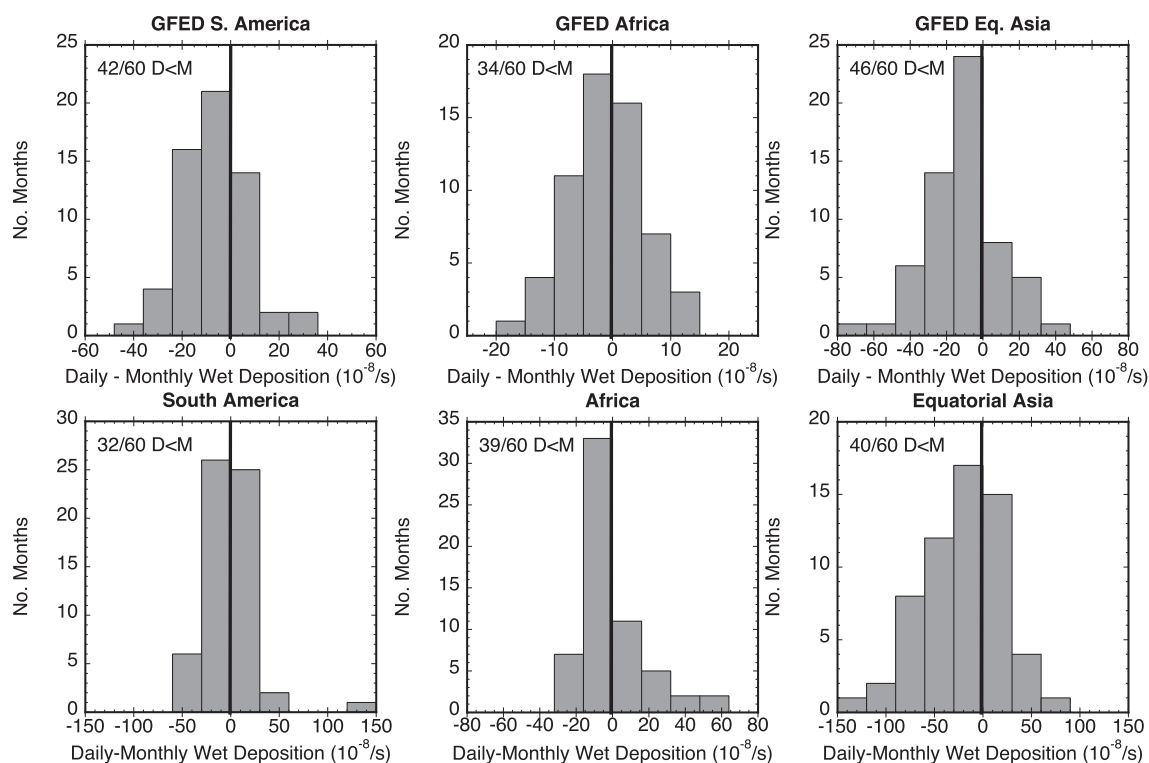 GFED S. America
GFED Africa
GFED Eq. Asia
42/60 D<M
34/60 D<M
46/60 D<M
No. Months
No. Months
No. Months
25
20
15
10
5
0
20
15
10
5
0
25
20
15
10
5
0
-60 -40 -20 0 20 40 60
-20 -10 0 10 20
-80 -60 -40 -20 0 20 40 60 80
Daily - Monthly Wet Deposition (10⁻⁸/s)
Daily - Monthly Wet Deposition (10⁻⁸/s)
Daily - Monthly Wet Deposition (10⁻⁸/s)
South America
Africa
Equatorial Asia
32/60 D<M
39/60 D<M
40/60 D<M
No. Months
No. Months
No. Months
30
25
20
15
10
5
0
35
30
25
20
15
10
5
0
20
15
10
5
0
-150 -100 -50 0 50 100 150
-80 -60 -40 -20 0 20 40 60 80
-150 -100 -50 0 50 100 150
Daily-Monthly Wet Deposition (10⁻⁸/s)
Daily-Monthly Wet Deposition (10⁻⁸/s)
Daily-Monthly Wet Deposition (10⁻⁸/s)